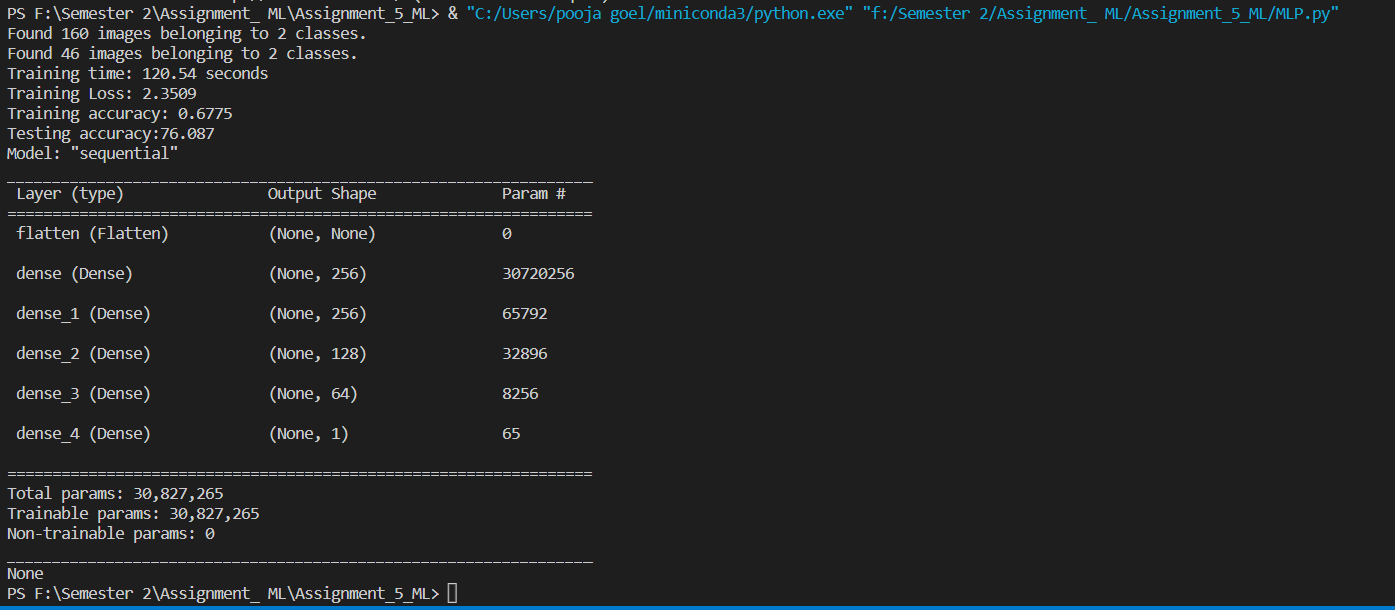 PS F:\Semester 2\Assignment_ ML\Assignment_5_ML> & "C:/Users/pooja goel/miniconda3/python.exe" "f:/Semester 2/Assignment_ ML/Assignment_5_ML/MLP.py"
Found 160 images belonging to 2 classes.
Found 46 images belonging to 2 classes.
Training time: 120.54 seconds
Training Loss: 2.3509
Training accuracy: 0.6775
Testing accuracy:76.087
Model: "sequential"
_________________________________________________________________
Layer (type) Output Shape Param #
=================================================================
flatten (Flatten) (None, None) 0
dense (Dense) (None, 256) 30720256
dense_1 (Dense) (None, 256) 65792
dense_2 (Dense) (None, 128) 32896
dense_3 (Dense) (None, 64) 8256
dense_4 (Dense) (None, 1) 65
=================================================================
Total params: 30,827,265
Trainable params: 30,827,265
Non-trainable params: 0
_________________________________________________________________
None
PS F:\Semester 2\Assignment_ ML\Assignment_5_ML>